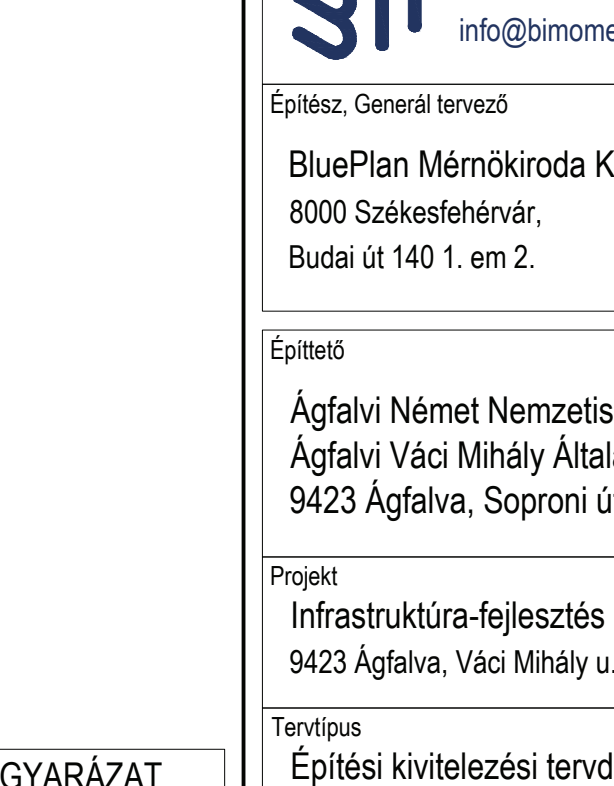 info@bimome
Építész, Generál tervező
BluePlan Mérnökiroda K
8000 Székesfehérvár,
Budai út 140 1. em 2.
Építtető
Ágfalvi Német Nemzetis
Ágfalvi Váci Mihály Által
9423 Ágfalva, Soproni ú
Projekt
Infrastruktúra-fejlesztés
9423 Ágfalva, Váci Mihály u.
Tervtípus
Építési kivitelezési tervd
GYARÁZAT